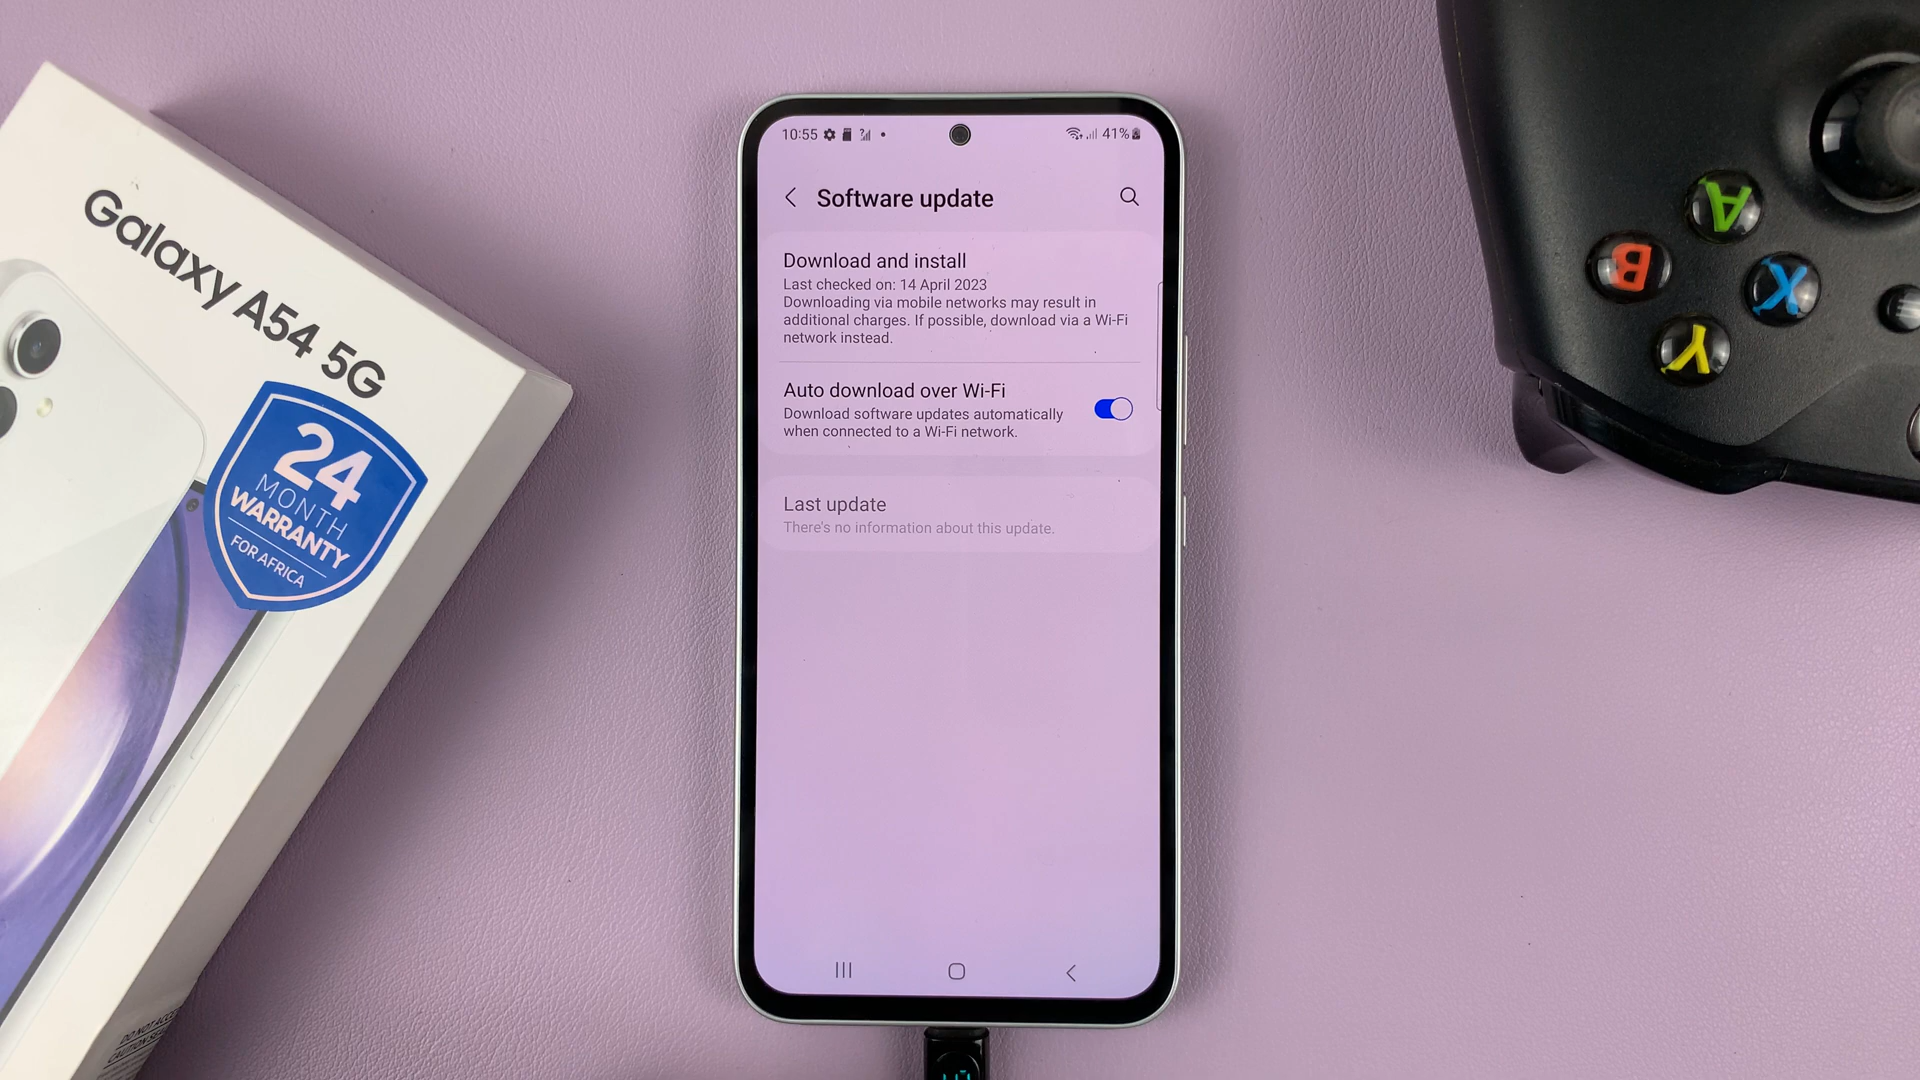 Galaxy A54 5G
24
MONTH
WARRANTY
FOR AFRICA
10:55
41%
Software update
Download and install
Last checked on: 14 April 2023
Downloading via mobile networks may result in
additional charges. If possible, download via a Wi-Fi
network instead.
Auto download over Wi-Fi
Download software updates automatically
when connected to a Wi-Fi network.
Last update
There's no information about this update.
A
B
X
Y